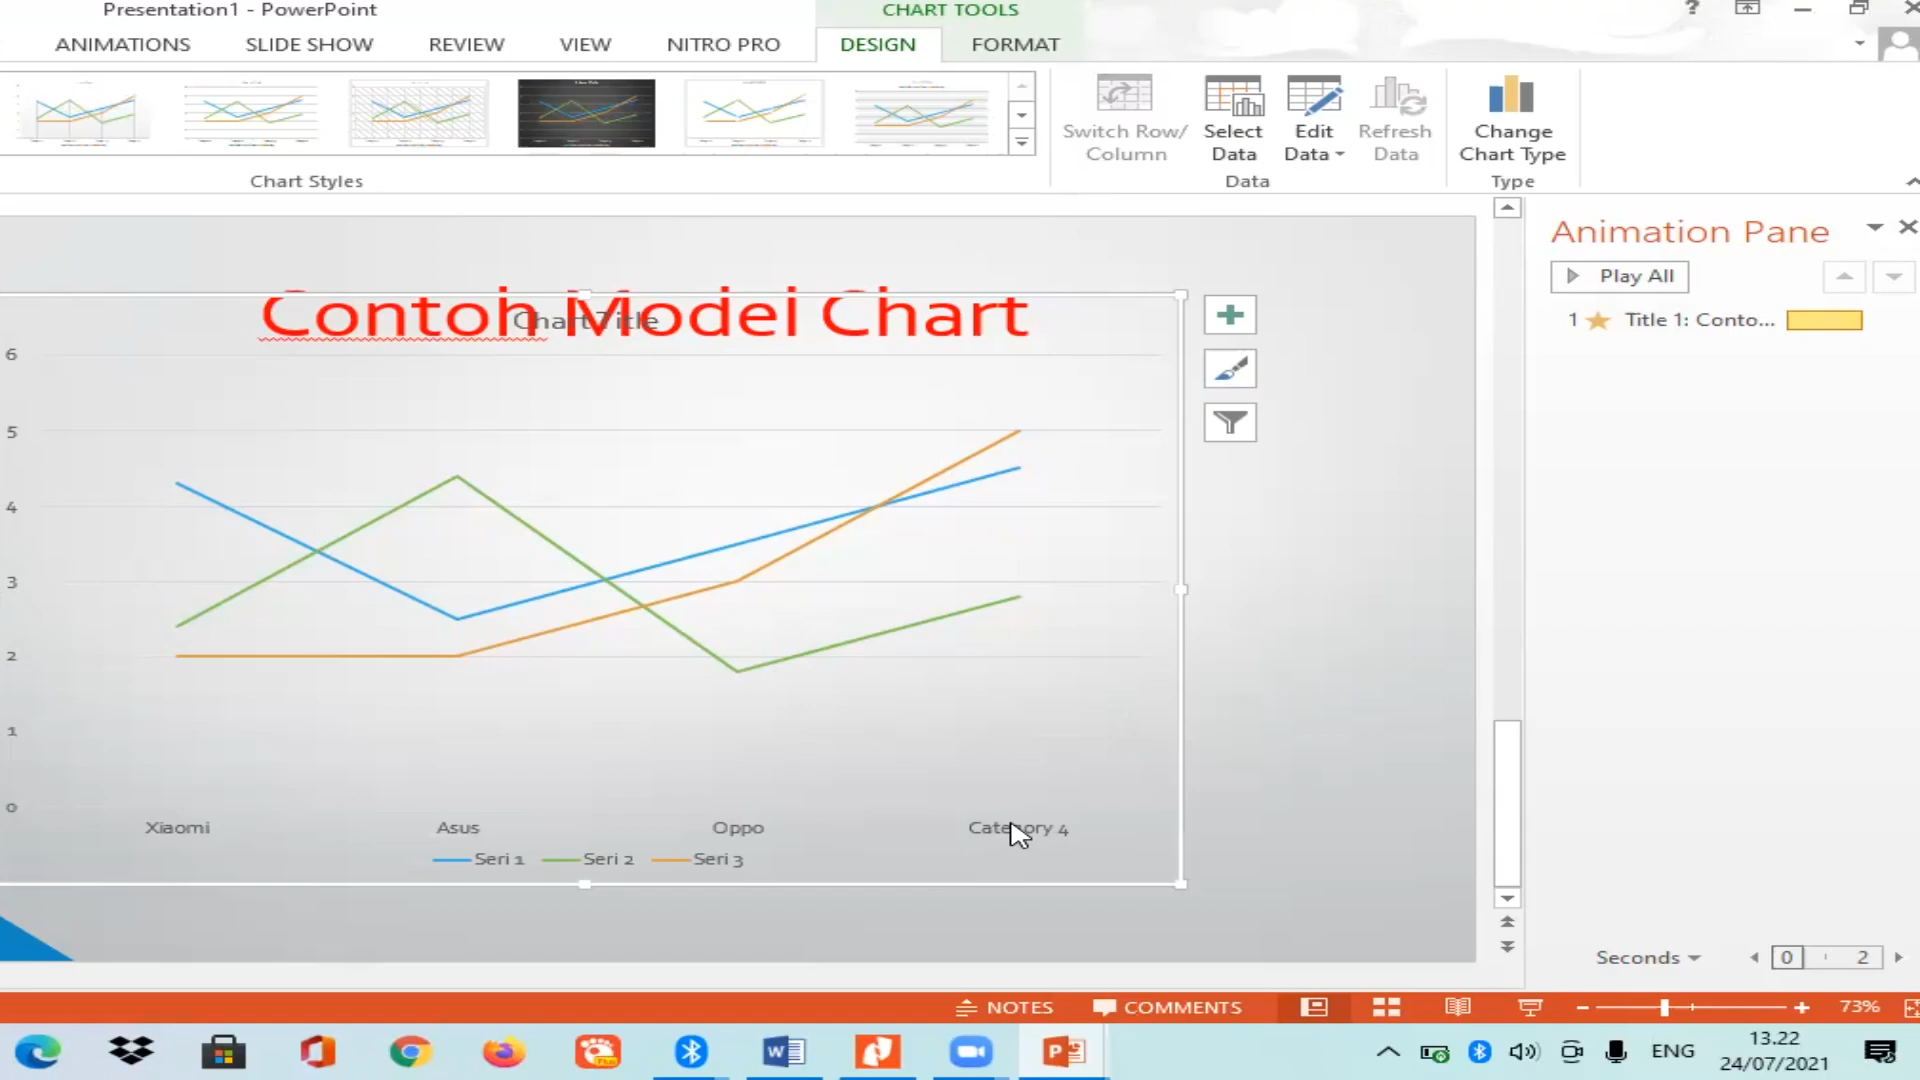 Presentation1 - PowerPoint
CHART TOOLS
?
ANIMATIONS
SLIDE SHOW
REVIEW
VIEW
NITRO PRO
DESIGN
FORMAT
Switch Row/
Column
Select
Data
Edit
Data
Refresh
Data
Change
Chart Type
Chart Styles
Data
Type
Animation Pane
Play All
1 Title 1: Conto...
Contoh Model Chart
Chart Title
6
5
4
3
2
1
0
Xiaomi
Asus
Oppo
Category 4
Seri 1
Seri 2
Seri 3
Seconds
0
2
NOTES
COMMENTS
73%
ENG
13.22
24/07/2021